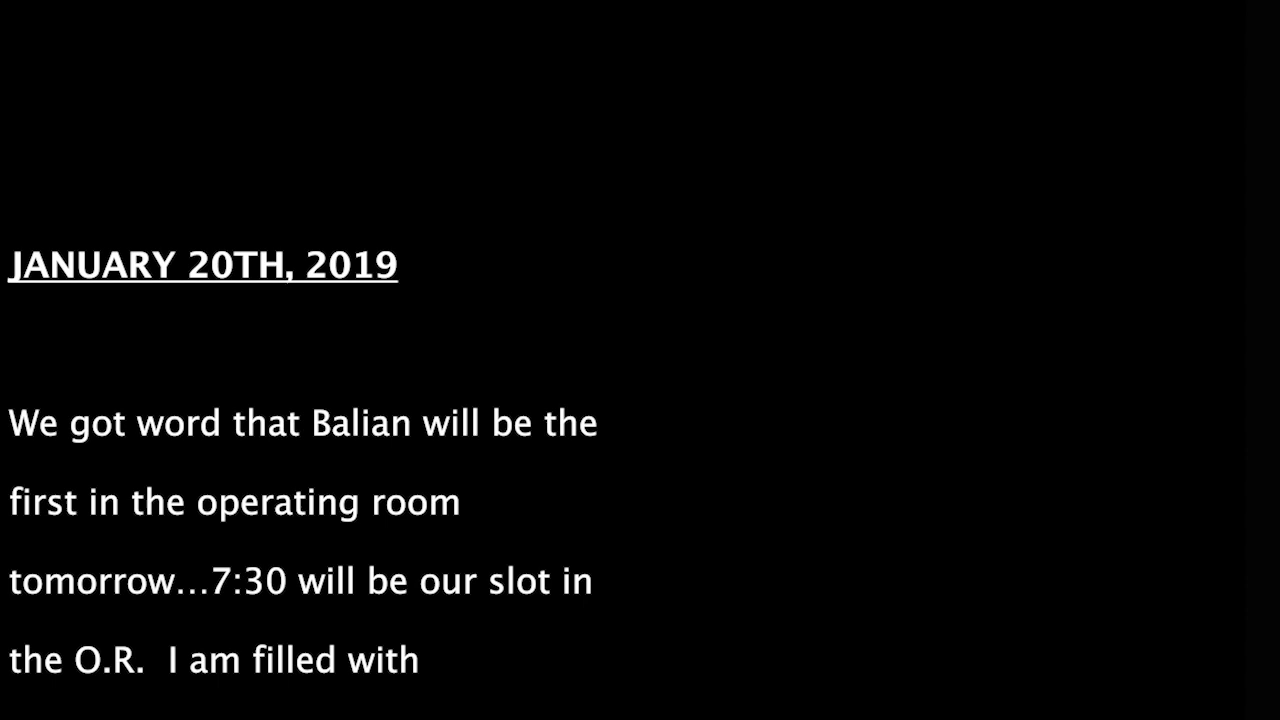 JANUARY 20TH, 2019
We got word that Balian will be the
first in the operating room
tomorrow...7:30 will be our slot in
the O.R.  I am filled with